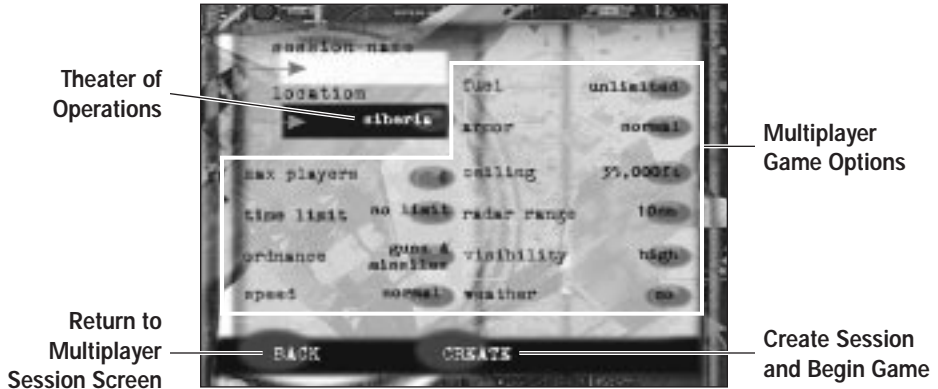 Theater of
Operations
Return to
Multiplayer
Session Screen
session name
location
siberia
max players
time limit no limit
ordnance guns &
missiles
speed normal
fuel unlimited
armor normal
ceiling 35,000ft
radar range 10nm
visibility high
weather no
BACK
CREATE
Multiplayer
Game Options
Create Session
and Begin Game